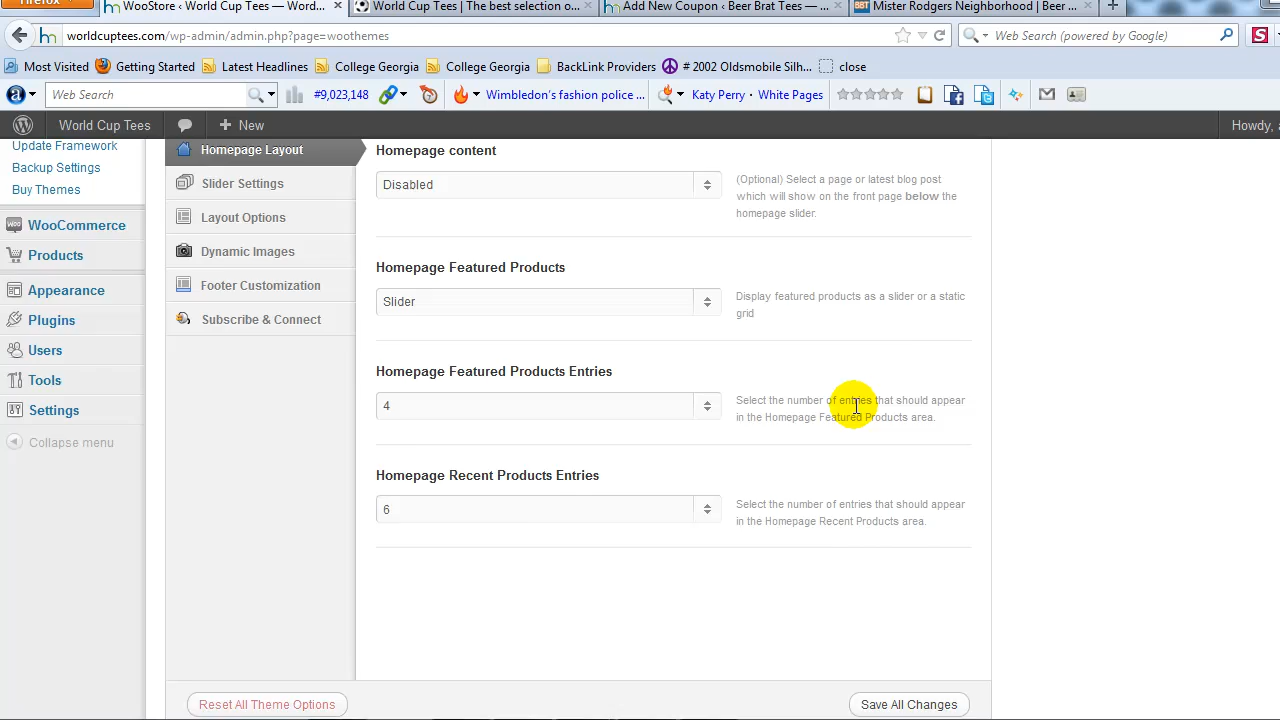 Firefox
WooStore ‹ World Cup Tees — Word...
World Cup Tees | The best selection o...
Add New Coupon ‹ Beer Brat Tees — ...
BBT
Mister Rodgers Neighborhood | Beer ...
worldcuptees.com/wp-admin/admin.php?page=woothemes
Web Search (powered by Google)
Most Visited
Getting Started
Latest Headlines
College Georgia
College Georgia
BackLink Providers
# 2002 Oldsmobile Silh...
close
Web Search
#9,023,148
Wimbledon's fashion police ...
Katy Perry · White Pages
World Cup Tees
+ New
Howdy,
Update Framework
Backup Settings
Buy Themes
WooCommerce
Products
Appearance
Plugins
Users
Tools
Settings
Collapse menu
Homepage Layout
Slider Settings
Layout Options
Dynamic Images
Footer Customization
Subscribe & Connect
Homepage content
Disabled
(Optional) Select a page or latest blog post
which will show on the front page below the
homepage slider.
Homepage Featured Products
Slider
Display featured products as a slider or a static
grid
Homepage Featured Products Entries
4
Select the number of entries that should appear
in the Homepage Featured Products area.
Homepage Recent Products Entries
6
Select the number of entries that should appear
in the Homepage Recent Products area.
Reset All Theme Options
Save All Changes